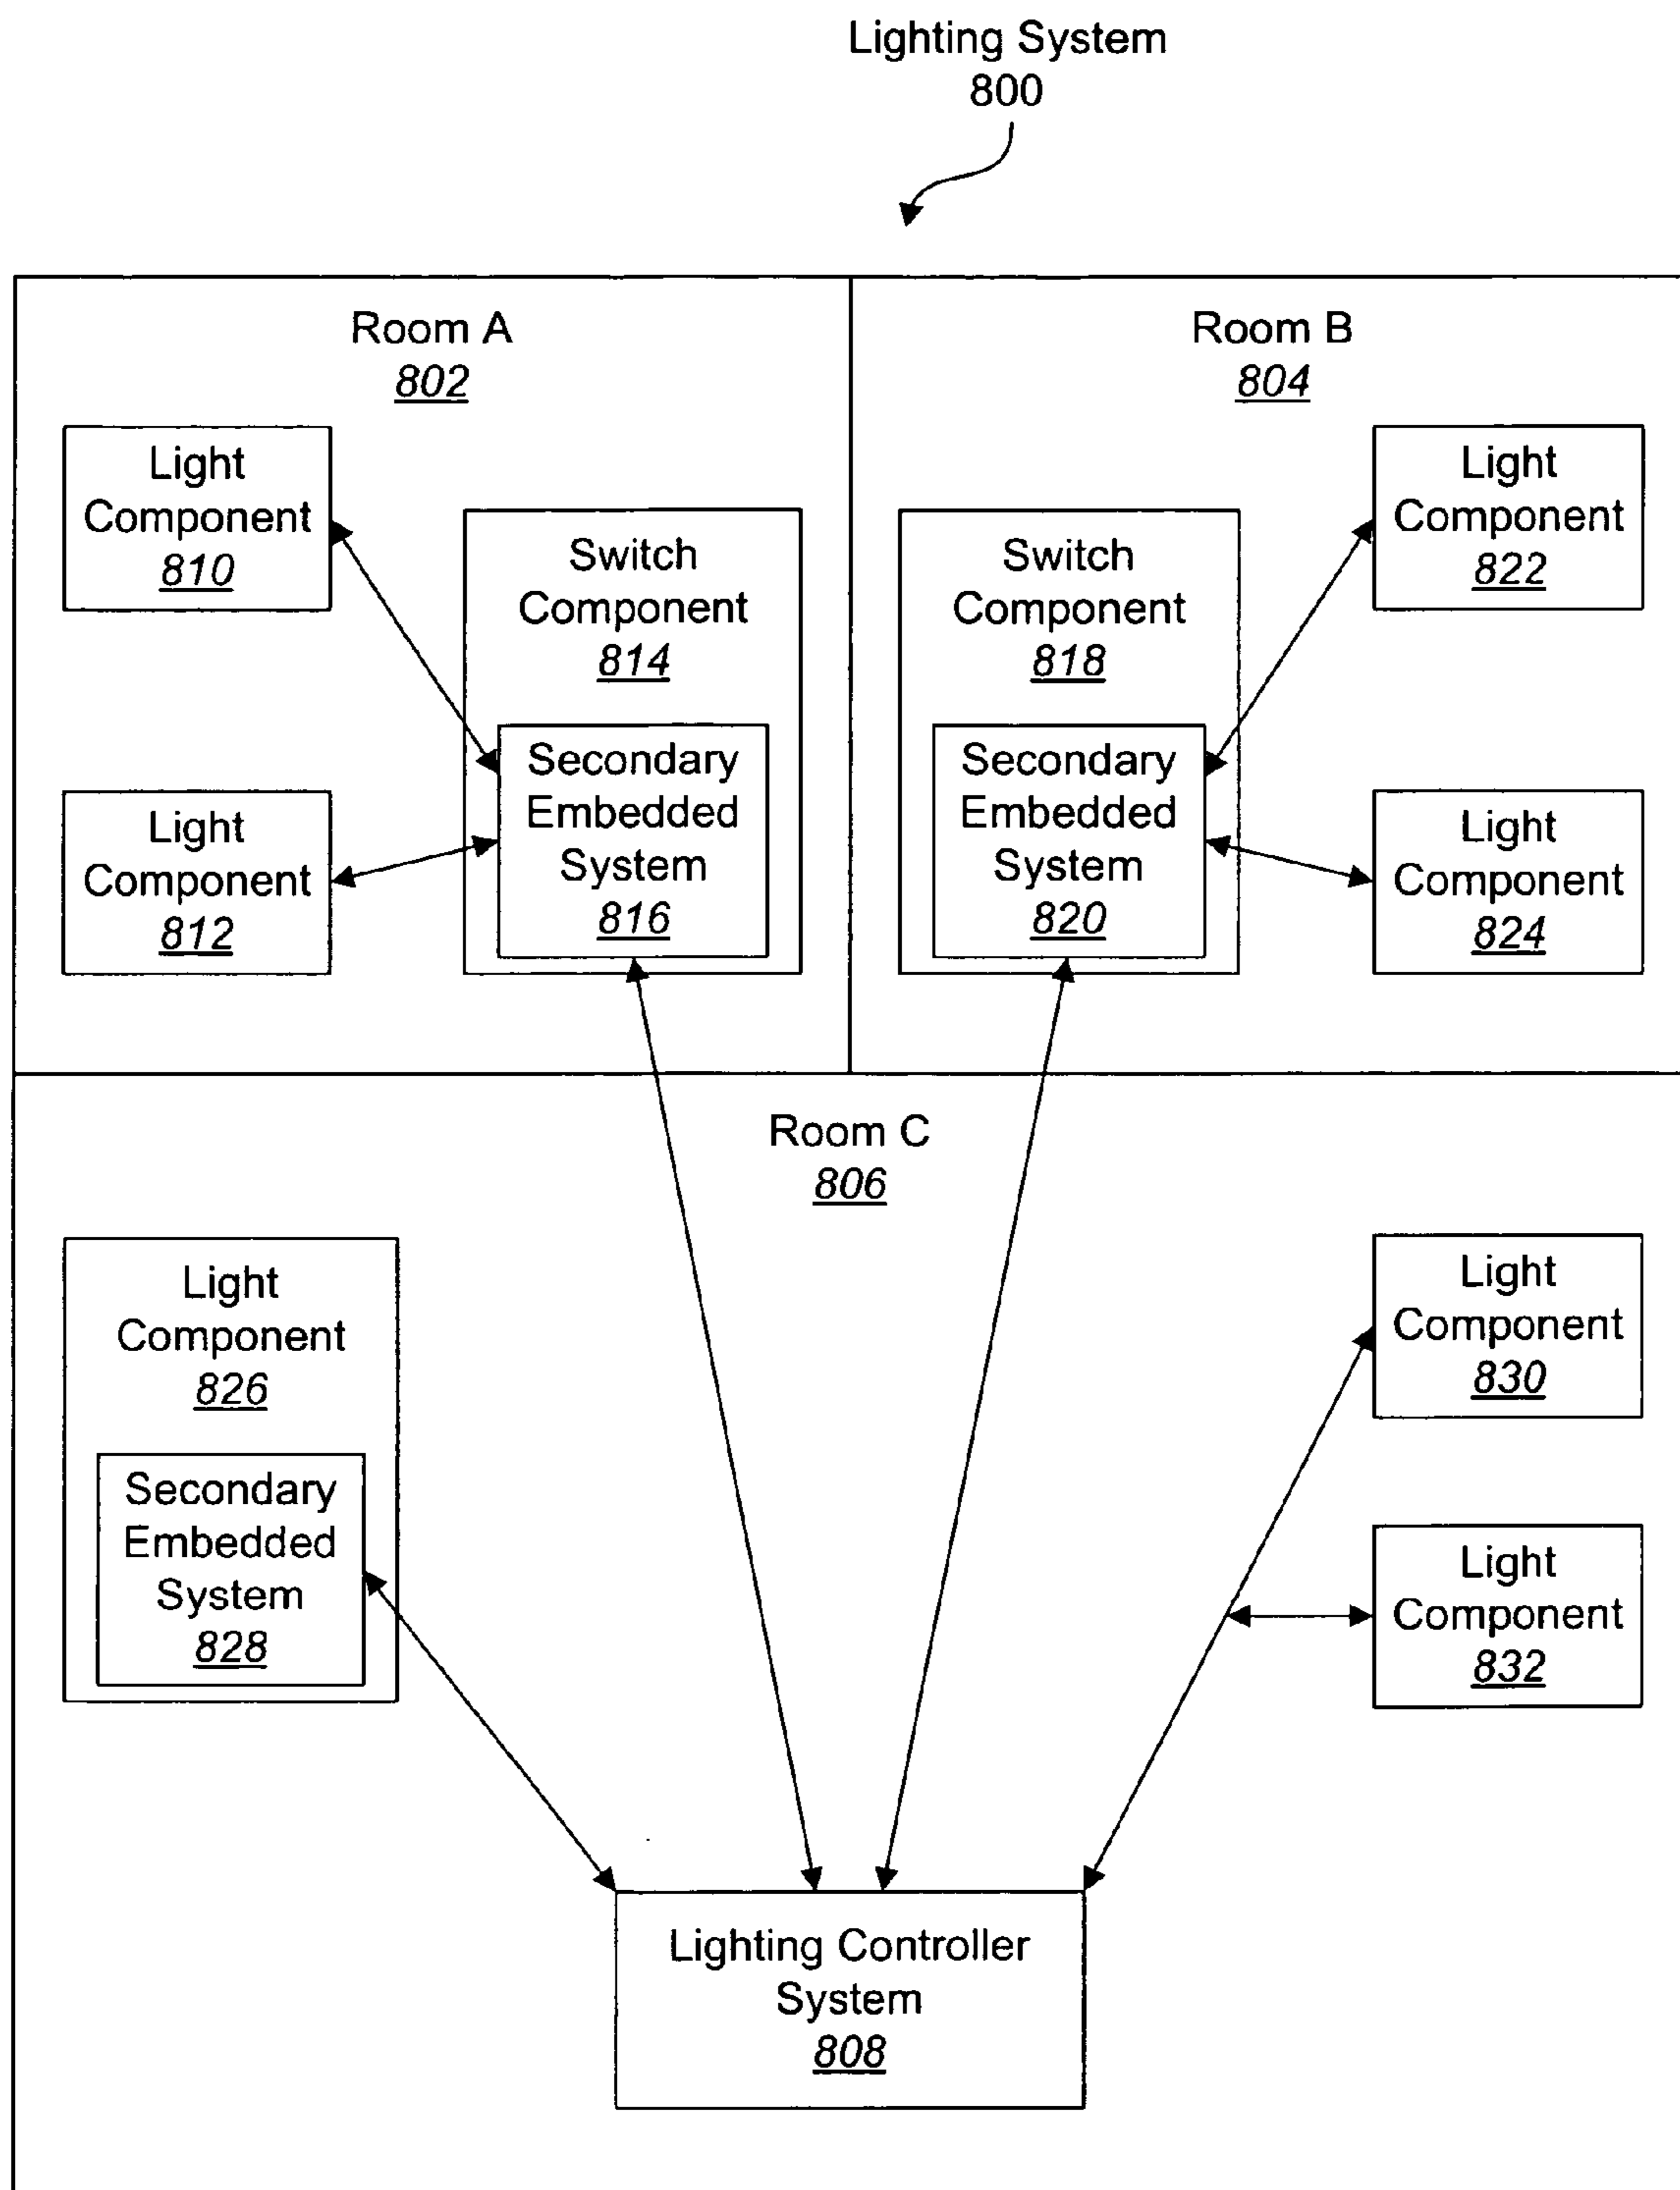 Lighting System
800
Room A
802
Light
Component
810
Switch
Component
814
Secondary
Embedded
System
816
Light
Component
812
Room B
804
Switch
Component
818
Secondary
Embedded
System
820
Light
Component
822
Light
Component
824
Room C
806
Light
Component
826
Secondary
Embedded
System
828
Light
Component
830
Light
Component
832
Lighting Controller
System
808